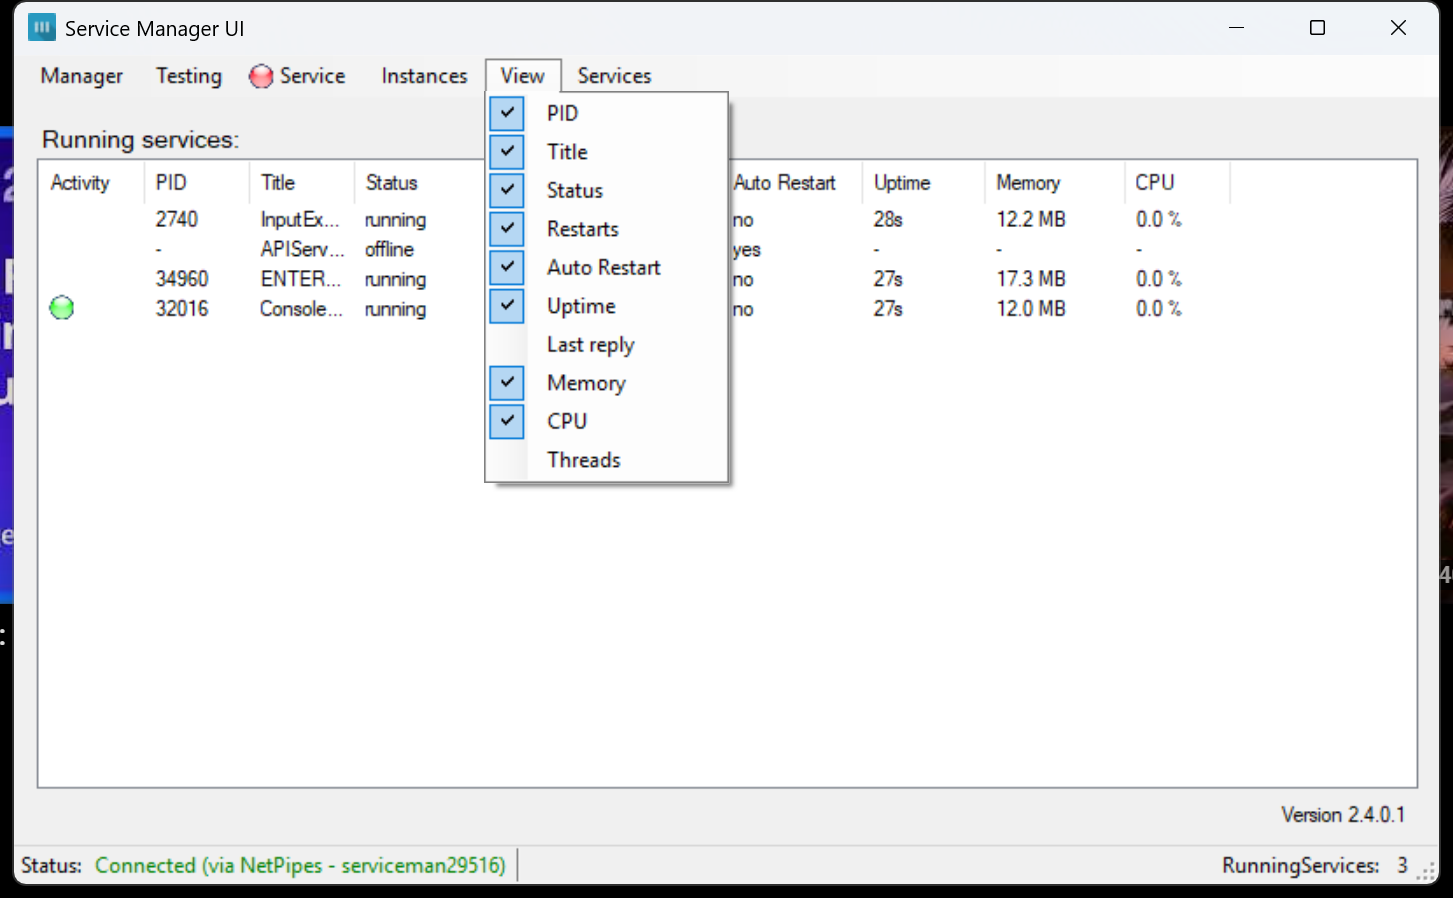 Service Manager UI
Manager Testing Service Instances View Services
PID
Title
Status
Restarts
Auto Restart
Uptime
Last reply
Memory
CPU
Threads
Running services:
Activity PID Title Status Auto Restart Uptime Memory CPU
2740 InputEx... running no 28s 12.2 MB 0.0 %
- APIServ... offline yes - - -
34960 ENTER... running no 27s 17.3 MB 0.0 %
32016 Console... running no 27s 12.0 MB 0.0 %
Version 2.4.0.1
Status: Connected (via NetPipes - serviceman29516) RunningServices: 3